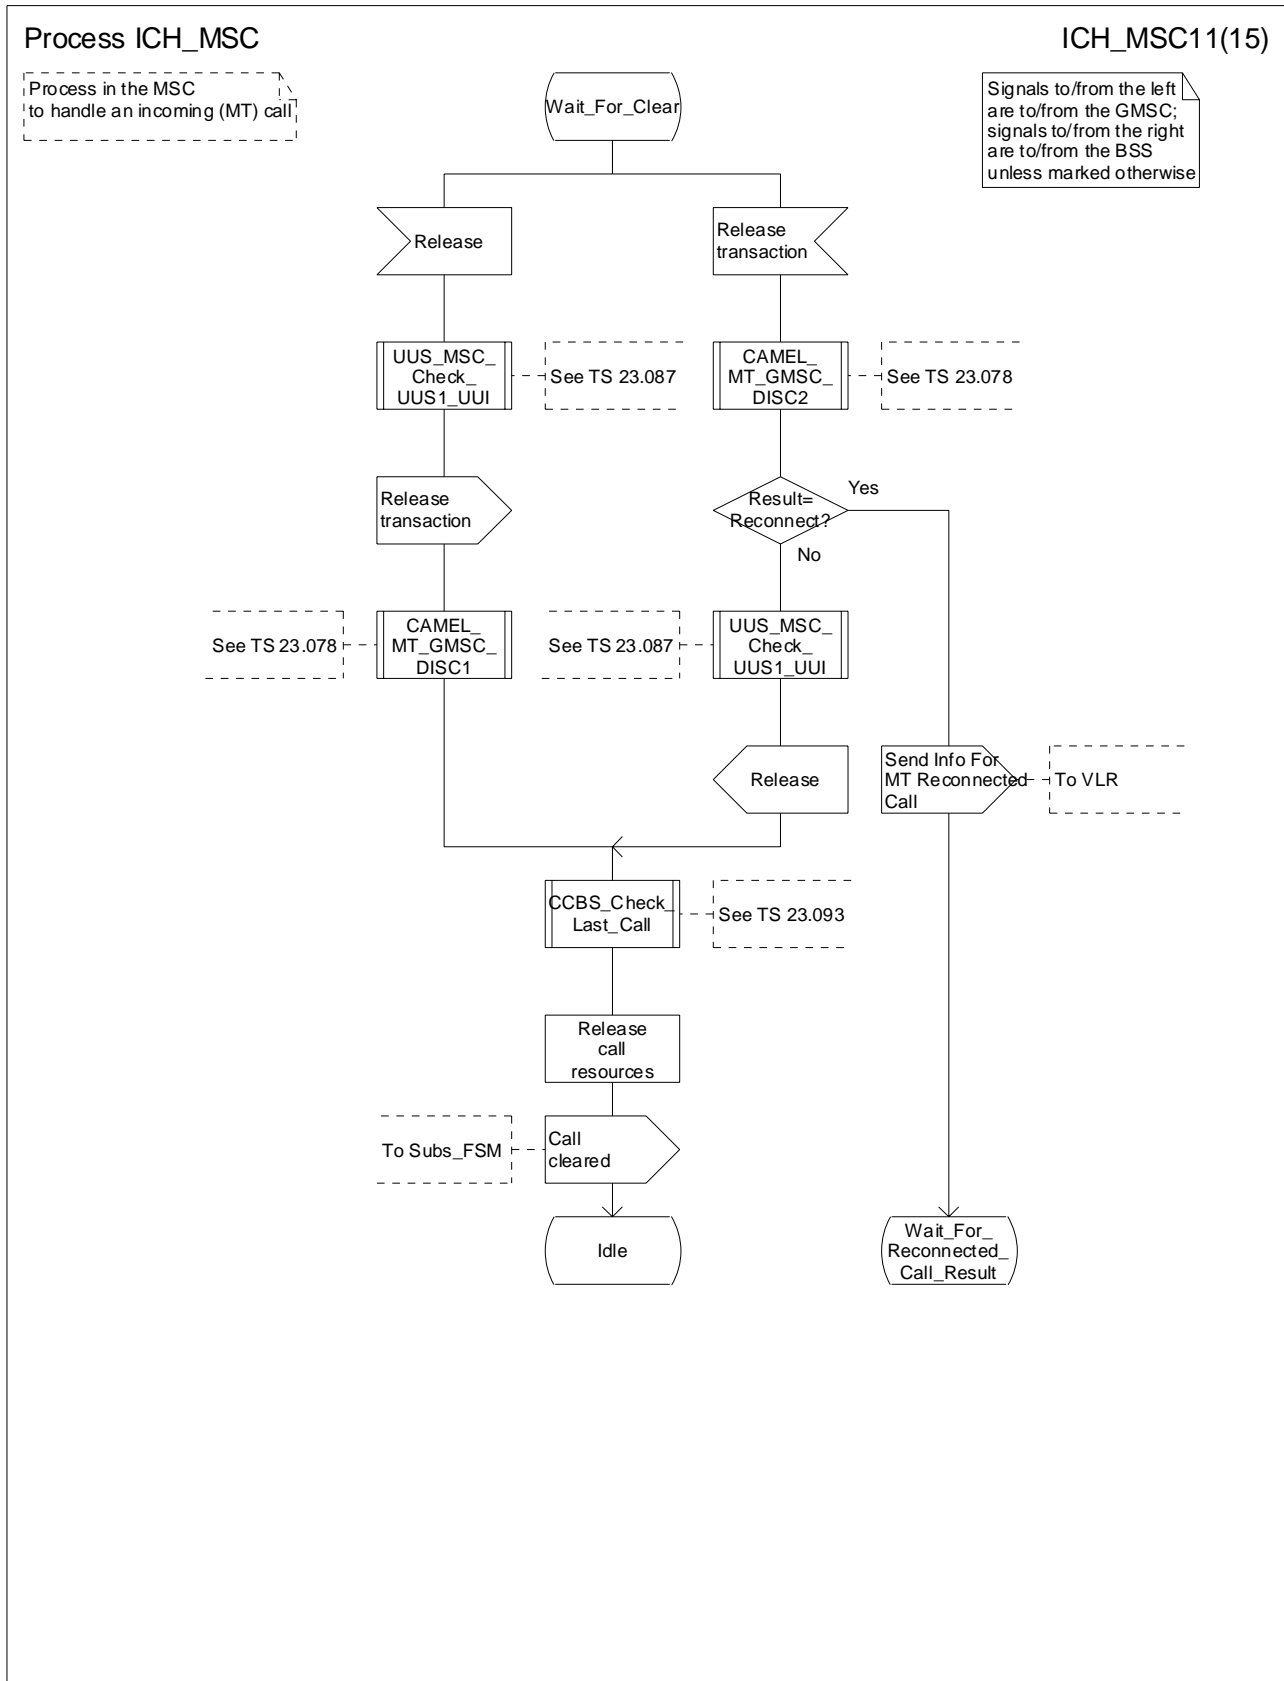 Process ICH_MSC
ICH_MSC11(15)
Process in the MSC
to handle an incoming (MT) call
Wait_For_Clear
Signals to/from the left
are to/from the GMSC;
signals to/from the right
are to/from the BSS
unless marked otherwise
Release
Release
transaction
UUS_MSC_
Check_
UUS1_UUI
See TS 23.087
CAMEL_
MT_GMSC_
DISC2
See TS 23.078
Release
transaction
Result=
Reconnect?
Yes
No
See TS 23.078
CAMEL_
MT_GMSC_
DISC1
See TS 23.087
UUS_MSC_
Check_
UUS1_UUI
Release
Send Info For
MT Reconnected
Call
To VLR
CCBS_Check_
Last_Call
See TS 23.093
Release
call
resources
To Subs_FSM
Call
cleared
Idle
Wait_For_
Reconnected_
Call_Result